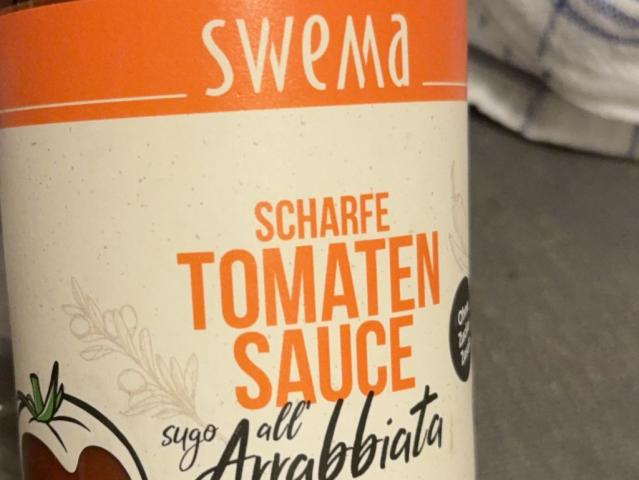 swema
SCHARFE
TOMATEN
SAUCE
sugo all'
Arrabbiata